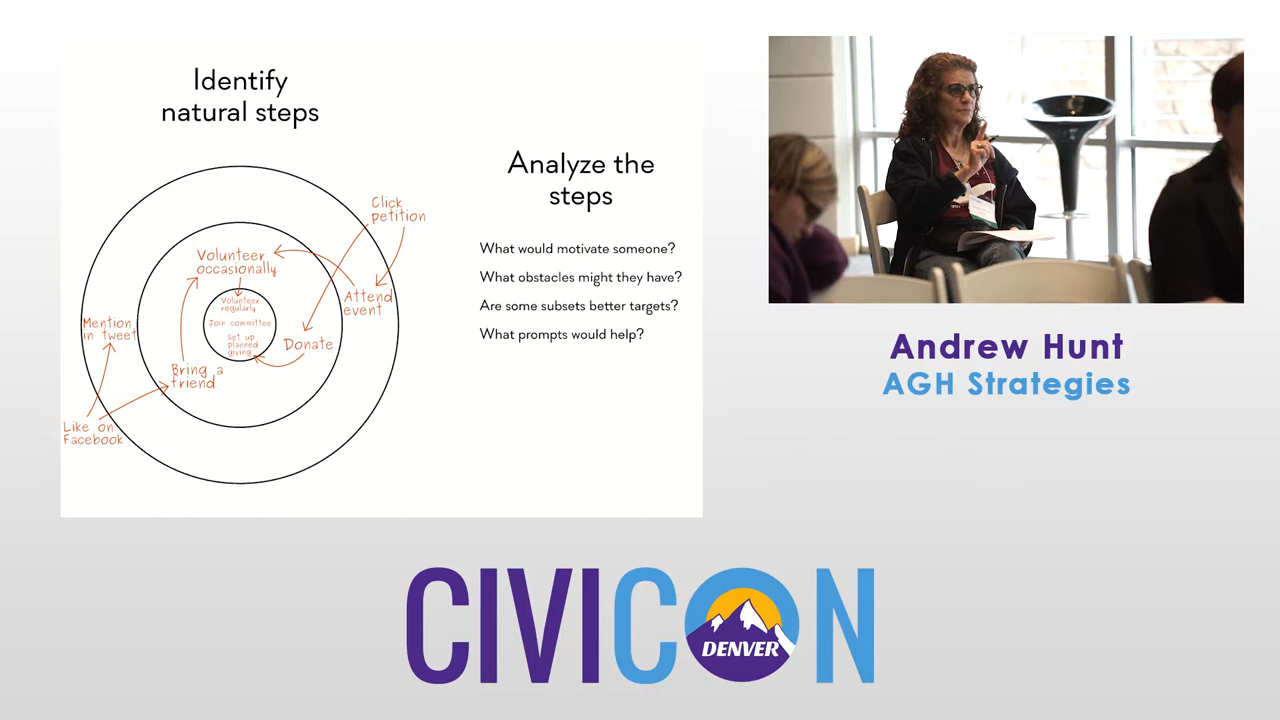 Identify
natural steps
Click
petition
Volunteer
occasionally
Attend
event
Volunteer
regularly
Join committee
Set up
planned
giving
Mention
in tweet
Donate
Bring a
friend
Like on
Facebook
Analyze the
steps
What would motivate someone?
What obstacles might they have?
Are some subsets better targets?
What prompts would help?
Andrew Hunt
AGH Strategies
CIVICON
DENVER